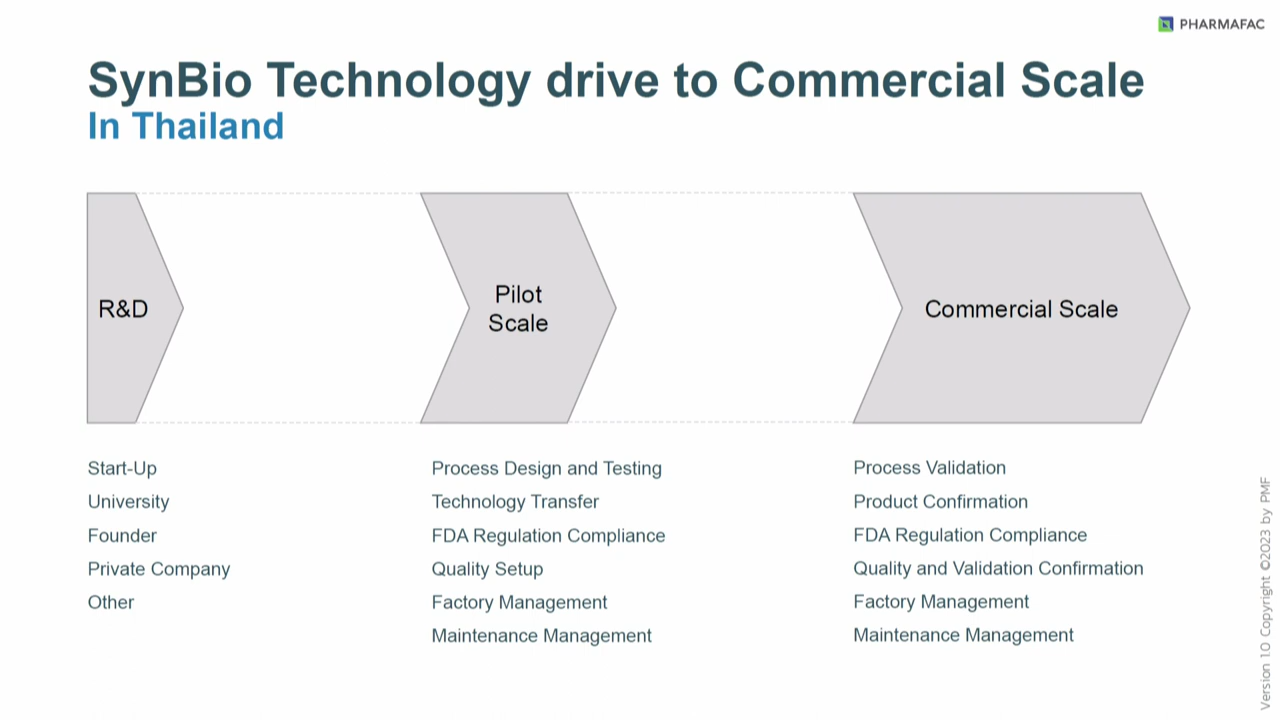 PHARMAFAC
SynBio Technology drive to Commercial Scale
In Thailand
R&D
Pilot
Scale
Commercial Scale
Start-Up
University
Founder
Private Company
Other
Process Design and Testing
Technology Transfer
FDA Regulation Compliance
Quality Setup
Factory Management
Maintenance Management
Process Validation
Product Confirmation
FDA Regulation Compliance
Quality and Validation Confirmation
Factory Management
Maintenance Management
Version 1.0 Copyright ©2023 by PMF